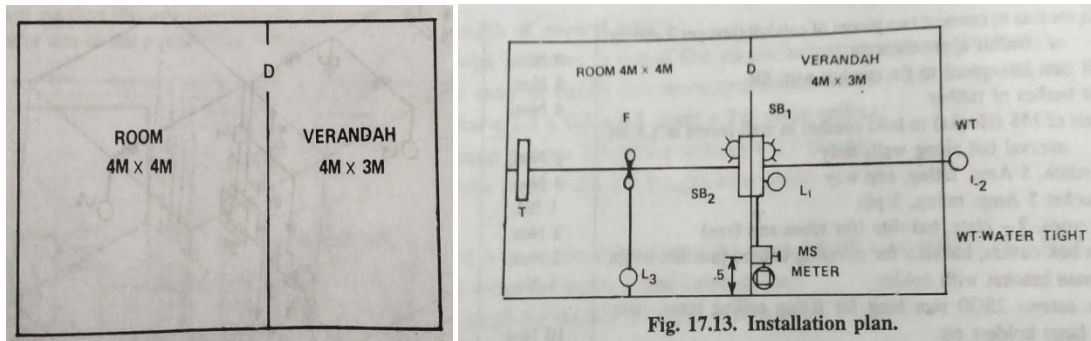 D
ROOM
4M × 4M
VERANDAH
4M × 3M
ROOM 4M × 4M
D
VERANDAH
4M × 3M
F
SB1
WT
T
SB2
L1
L2
WT-WATER TIGHT
L3
.5
MS
METER
Fig. 17.13. Installation plan.